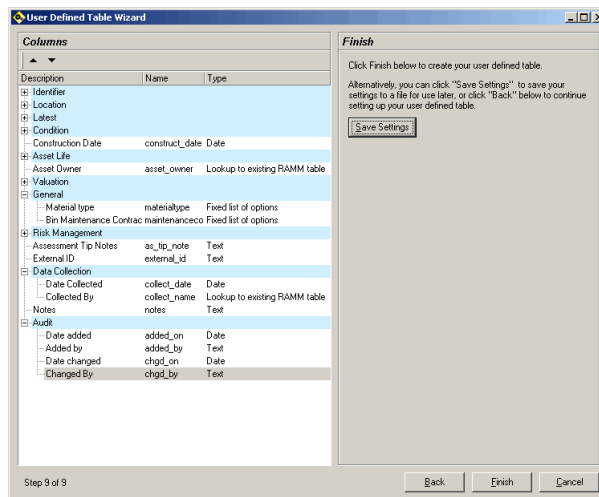 User Defined Table Wizard
Columns
Description Name Type
Identifier
Location
Latest
Condition
Construction Date construct_date Date
Asset Life
Asset Owner asset_owner Lookup to existing RAMM table
Valuation
General
Material type materialtype Fixed list of options
Bin Maintenance Contrac maintenanceco Fixed list of options
Risk Management
Assessment Tip Notes as_tip_note Text
External ID external_id Text
Data Collection
Date Collected collect_date Date
Collected By collect_name Lookup to existing RAMM table
Notes notes Text
Audit
Date added added_on Date
Added by added_by Text
Date changed chgd_on Date
Changed By chgd_by Text
Finish
Click Finish below to create your user defined table.
Alternatively, you can click "Save Settings" to save your
settings to a file for use later, or click "Back" below to continue
setting up your user defined table.
Save Settings
Step 9 of 9
Back Finish Cancel